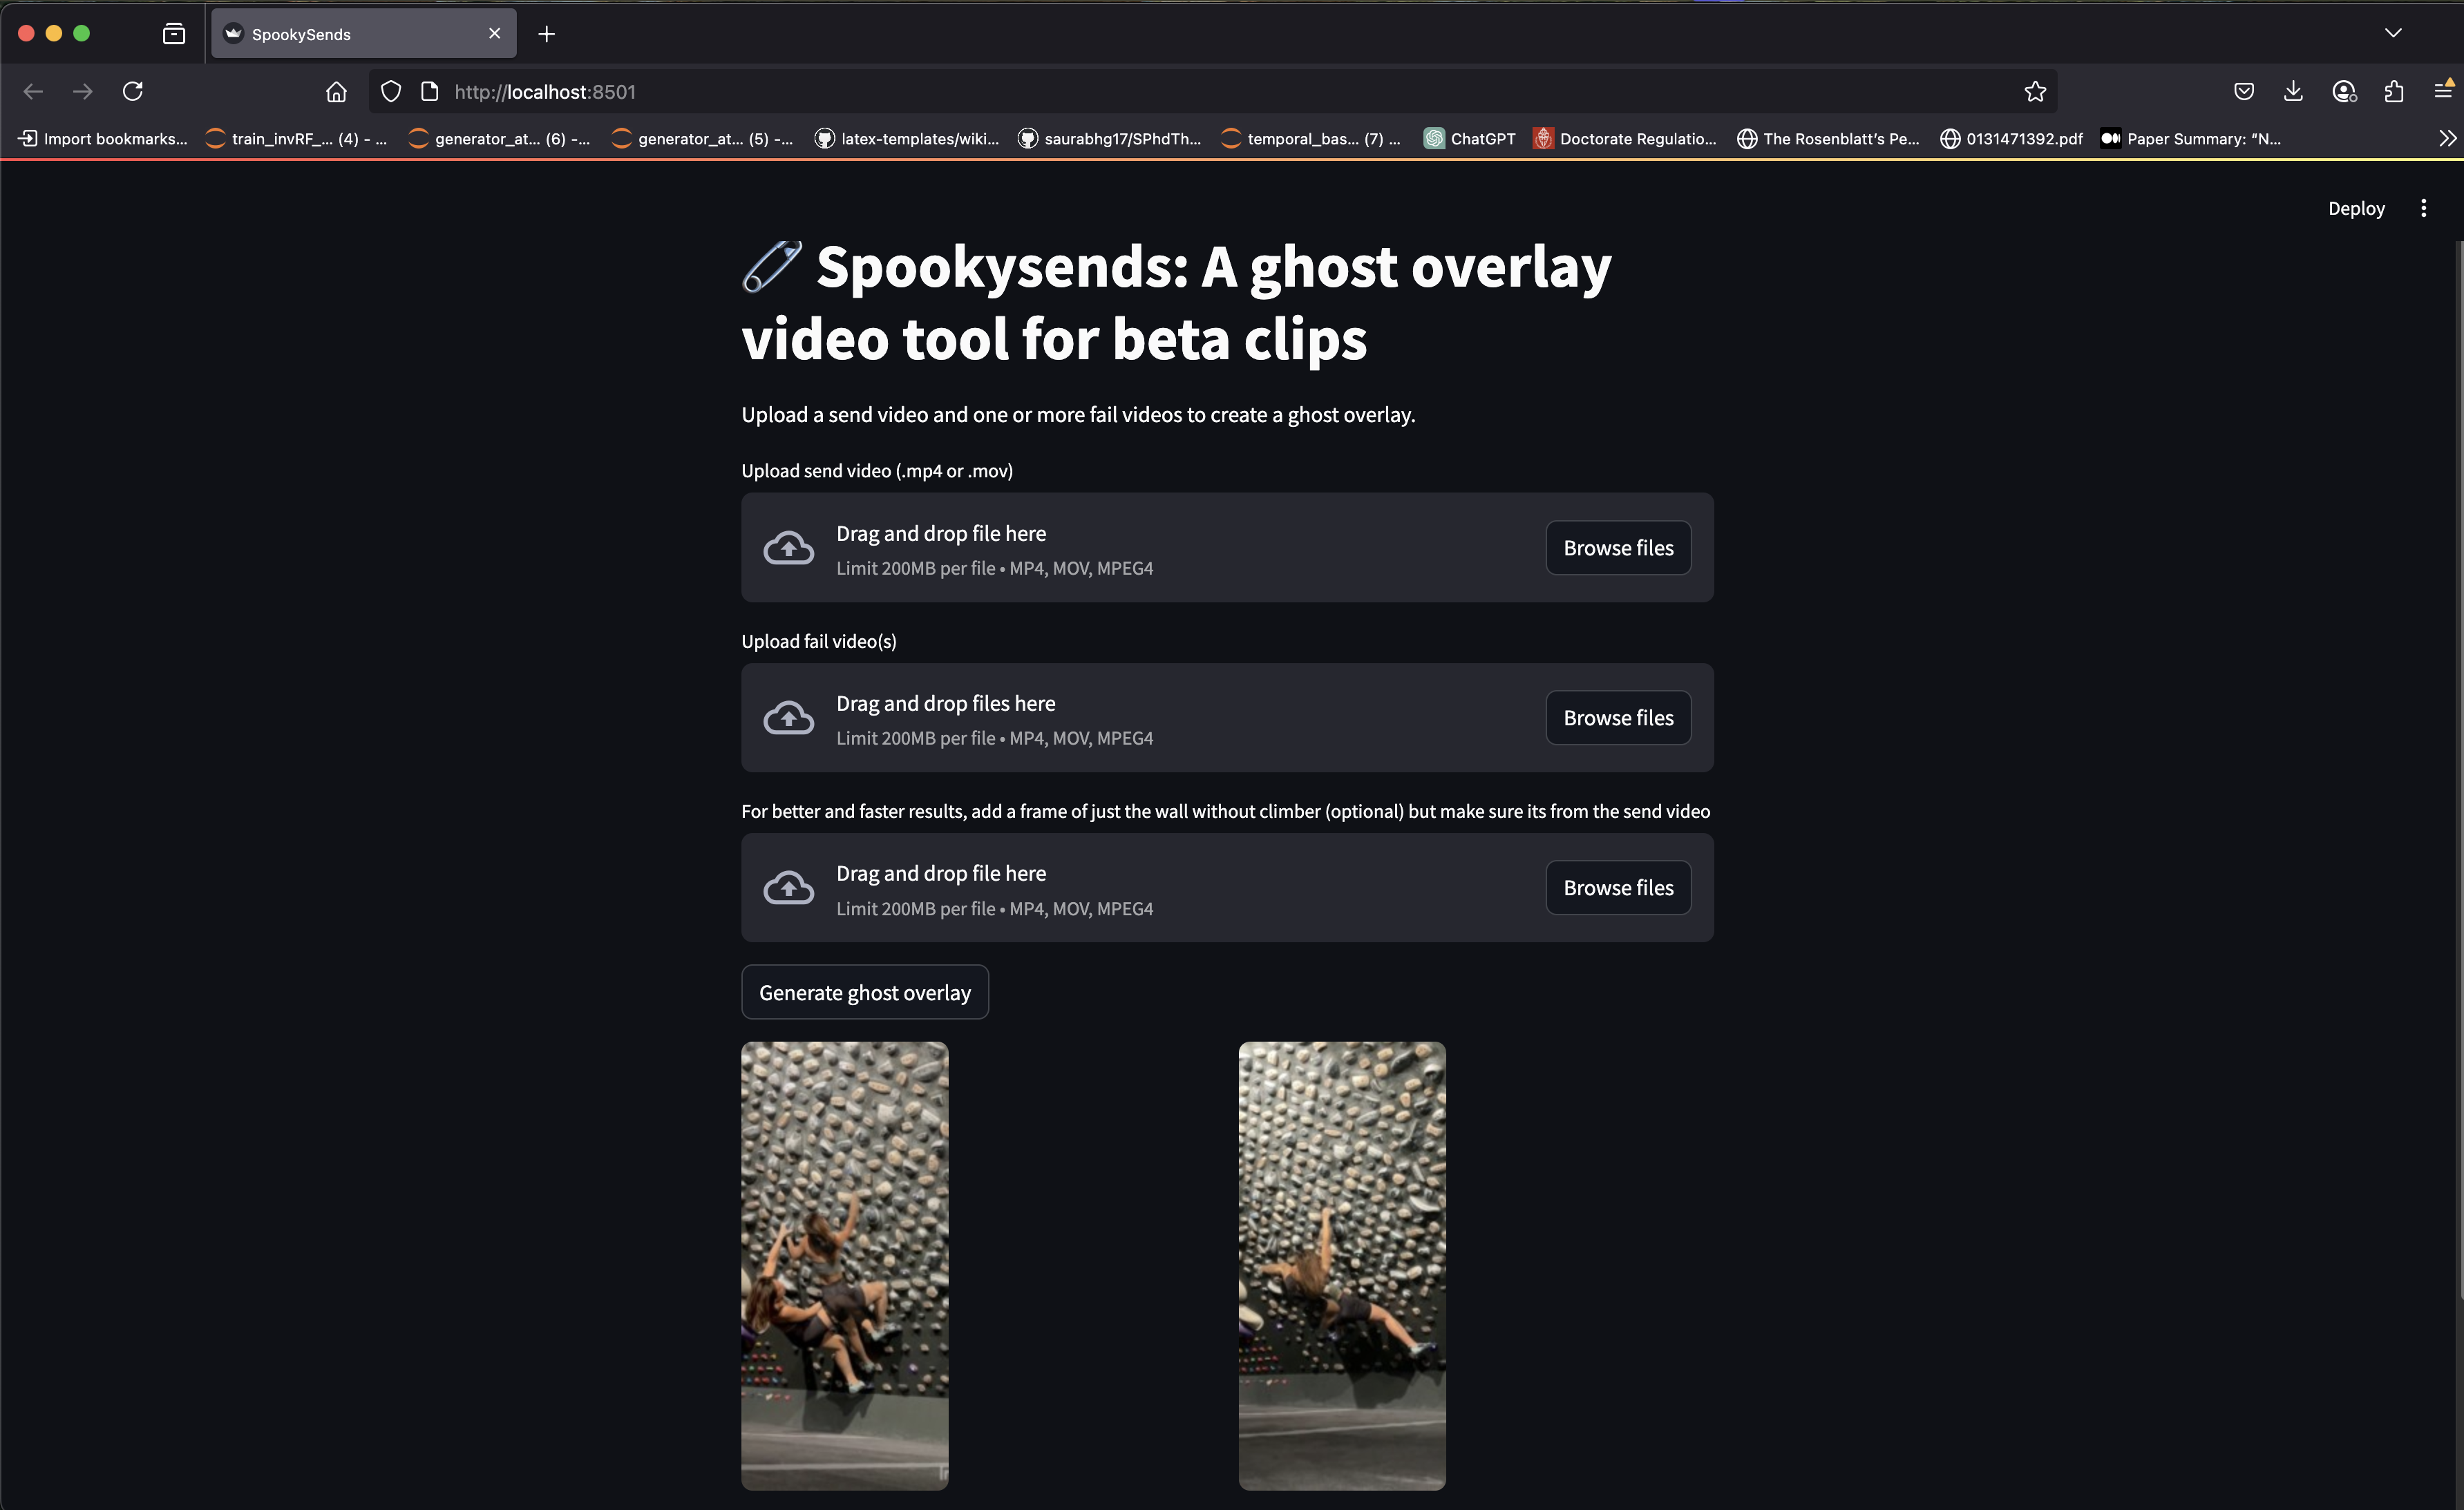 SpookySends
http://localhost:8501
Import bookmarks...
train_invRF_... (4) - ...
generator_at... (6) -...
generator_at... (5) -...
latex-templates/wiki...
saurabhg17/SPhdTh...
temporal_bas... (7) ...
ChatGPT
Doctorate Regulatio...
The Rosenblatt's Pe...
0131471392.pdf
Paper Summary: "N...
Deploy
Spookysends: A ghost overlay
video tool for beta clips
Upload a send video and one or more fail videos to create a ghost overlay.
Upload send video (.mp4 or .mov)
Drag and drop file here
Limit 200MB per file • MP4, MOV, MPEG4
Browse files
Upload fail video(s)
Drag and drop files here
Limit 200MB per file • MP4, MOV, MPEG4
Browse files
For better and faster results, add a frame of just the wall without climber (optional) but make sure its from the send video
Drag and drop file here
Limit 200MB per file • MP4, MOV, MPEG4
Browse files
Generate ghost overlay